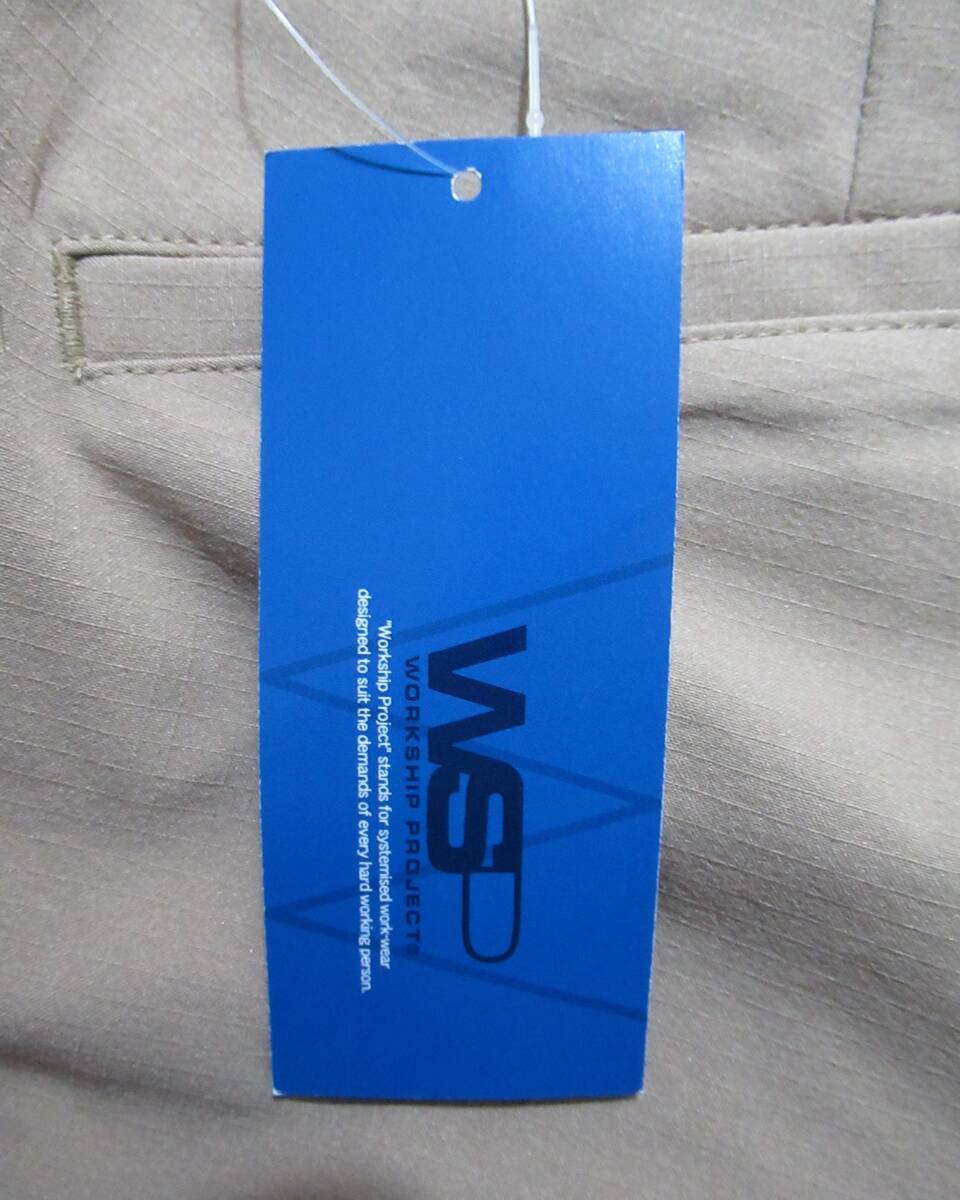 WSP
WORKSHIP PROJECT®
"Workship Project" stands for systemised work-wear
designed to suit the demands of every hard working person.